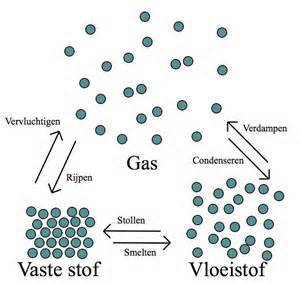 Vervluchtigen
Verdampen
Rijpen
Gas
Condenseren
Stollen
Smelten
Vaste stof
Vloeistof